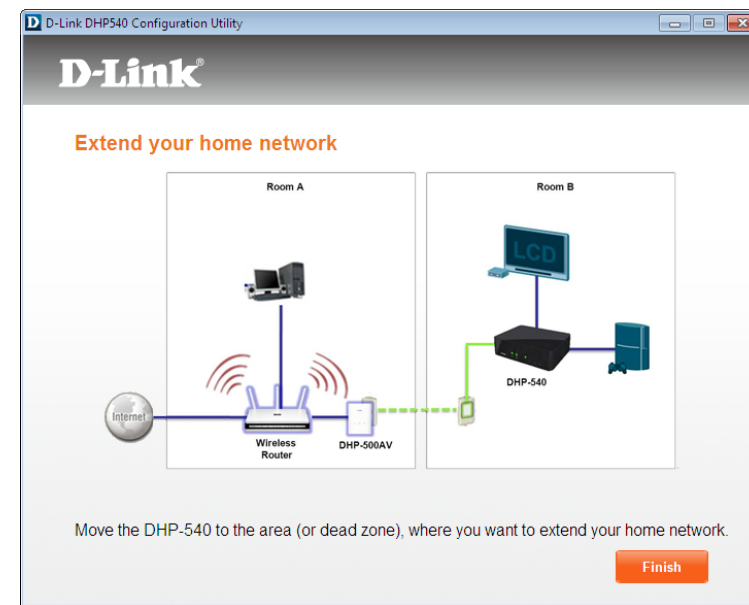 D D-Link DHP540 Configuration Utility
D-Link®
Extend your home network
Room A
Room B
LCD
DHP-540
Internet
Wireless
Router
DHP-500AV
Move the DHP-540 to the area (or dead zone), where you want to extend your home network.
Finish